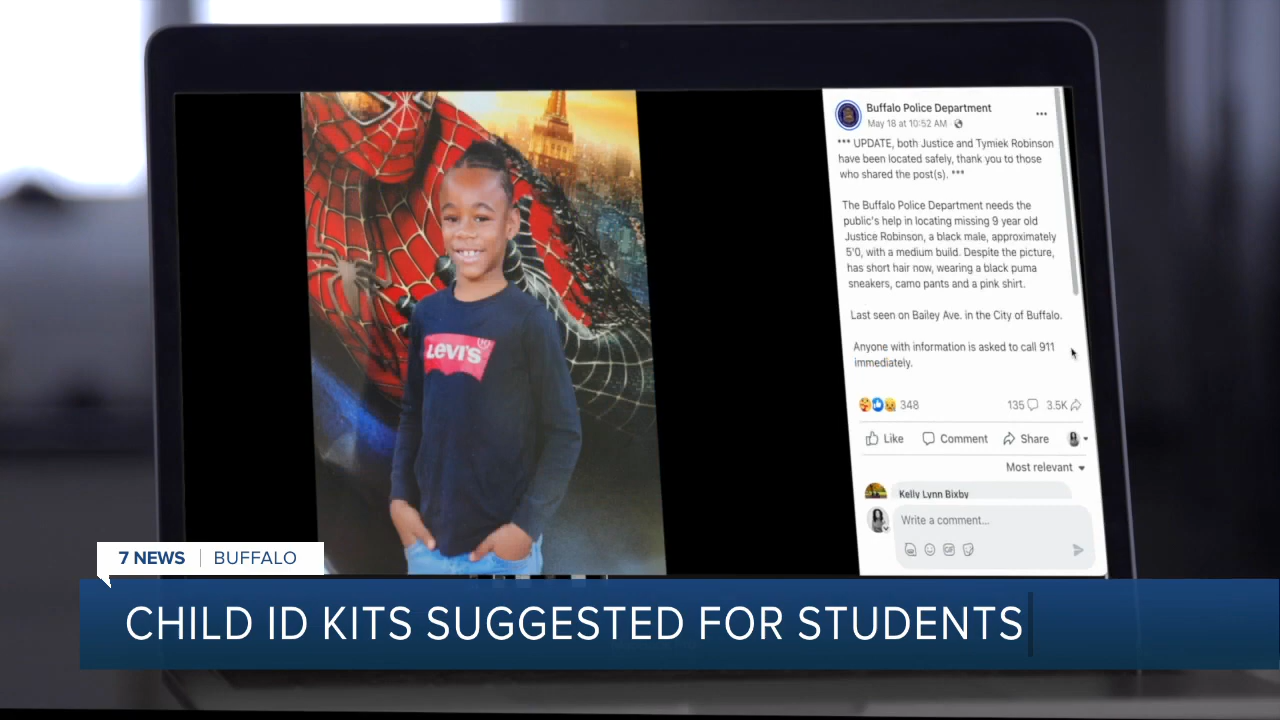 Buffalo Police Department
May 18 at 10:52 AM
*** UPDATE, both Justice and Tymiek Robinson
have been located safely, thank you to those
who shared the post(s). ***
The Buffalo Police Department needs the
public's help in locating missing 9 year old
Justice Robinson, a black male, approximately
5'0, with a medium build. Despite the picture,
has short hair now, wearing a black puma
sneakers, camo pants and a pink shirt.
Last seen on Bailey Ave. in the City of Buffalo.
Anyone with information is asked to call 911
immediately.
348 135 3.5K
Like Comment Share
Most relevant
Kelly Lynn Bixby
Write a comment...
GIF
LEVI'S
7 NEWS | BUFFALO
CHILD ID KITS SUGGESTED FOR STUDENTS